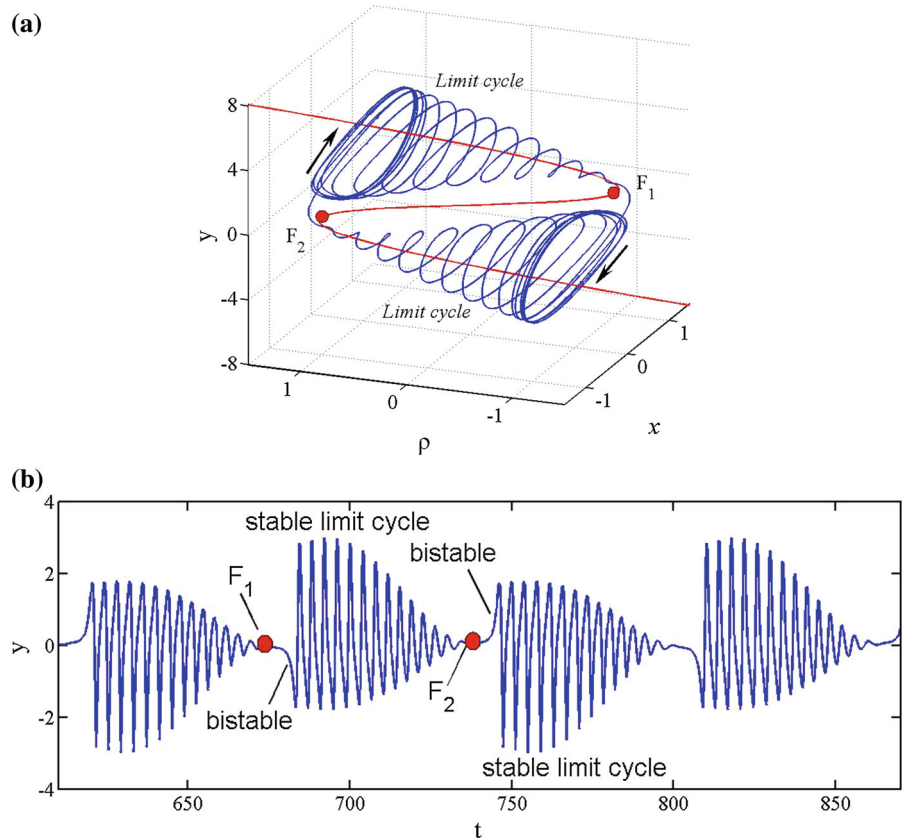 (a)
Limit cycle
8
4
0
-4
-8
y
F1
F2
Limit cycle
1
0
-1
ρ
-1
0
1
x
(b)
4
2
0
-2
-4
y
stable limit cycle
bistable
F1
bistable
F2
stable limit cycle
650
700
750
800
850
t